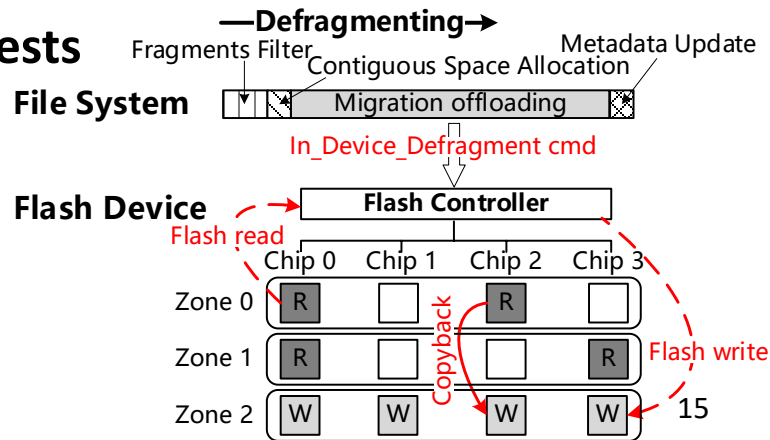 Defragmenting
ests
Fragments Filter
Metadata Update
Contiguous Space Allocation
File System
Migration offloading
In_Device_Defragment cmd
Flash Device
Flash Controller
Flash read
Chip 0 Chip 1 Chip 2 Chip 3
Zone 0 R R
Copyback
Zone 1 R R
Flash write
Zone 2 W W W W
15